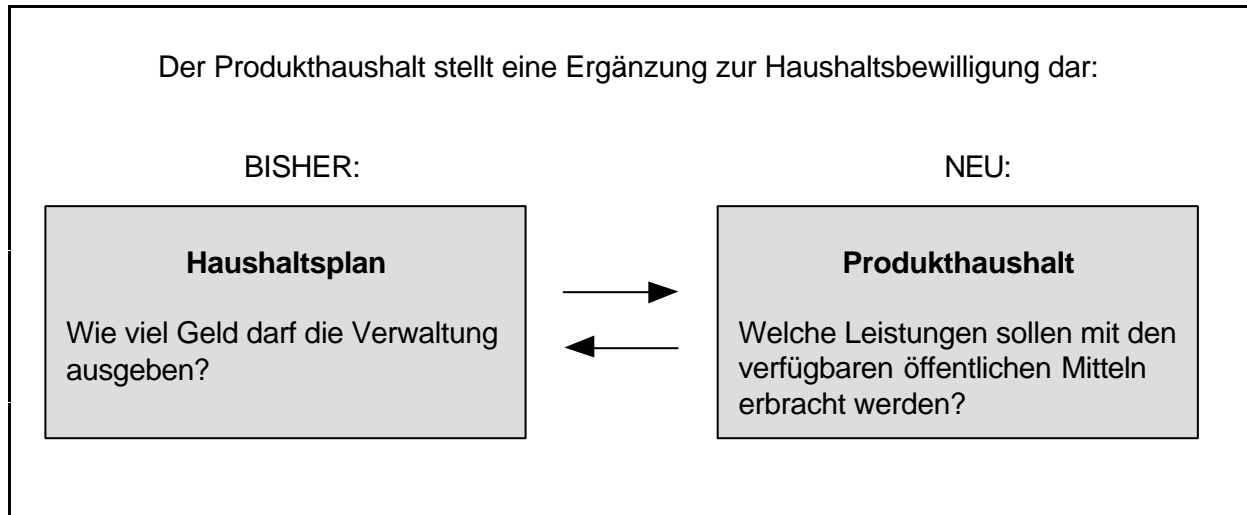 Der Produkthaushalt stellt eine Ergänzung zur Haushaltsbewilligung dar:
BISHER:
NEU:
Haushaltsplan
Wie viel Geld darf die Verwaltung
ausgeben?
Produkthaushalt
Welche Leistungen sollen mit den
verfügbaren öffentlichen Mitteln
erbracht werden?